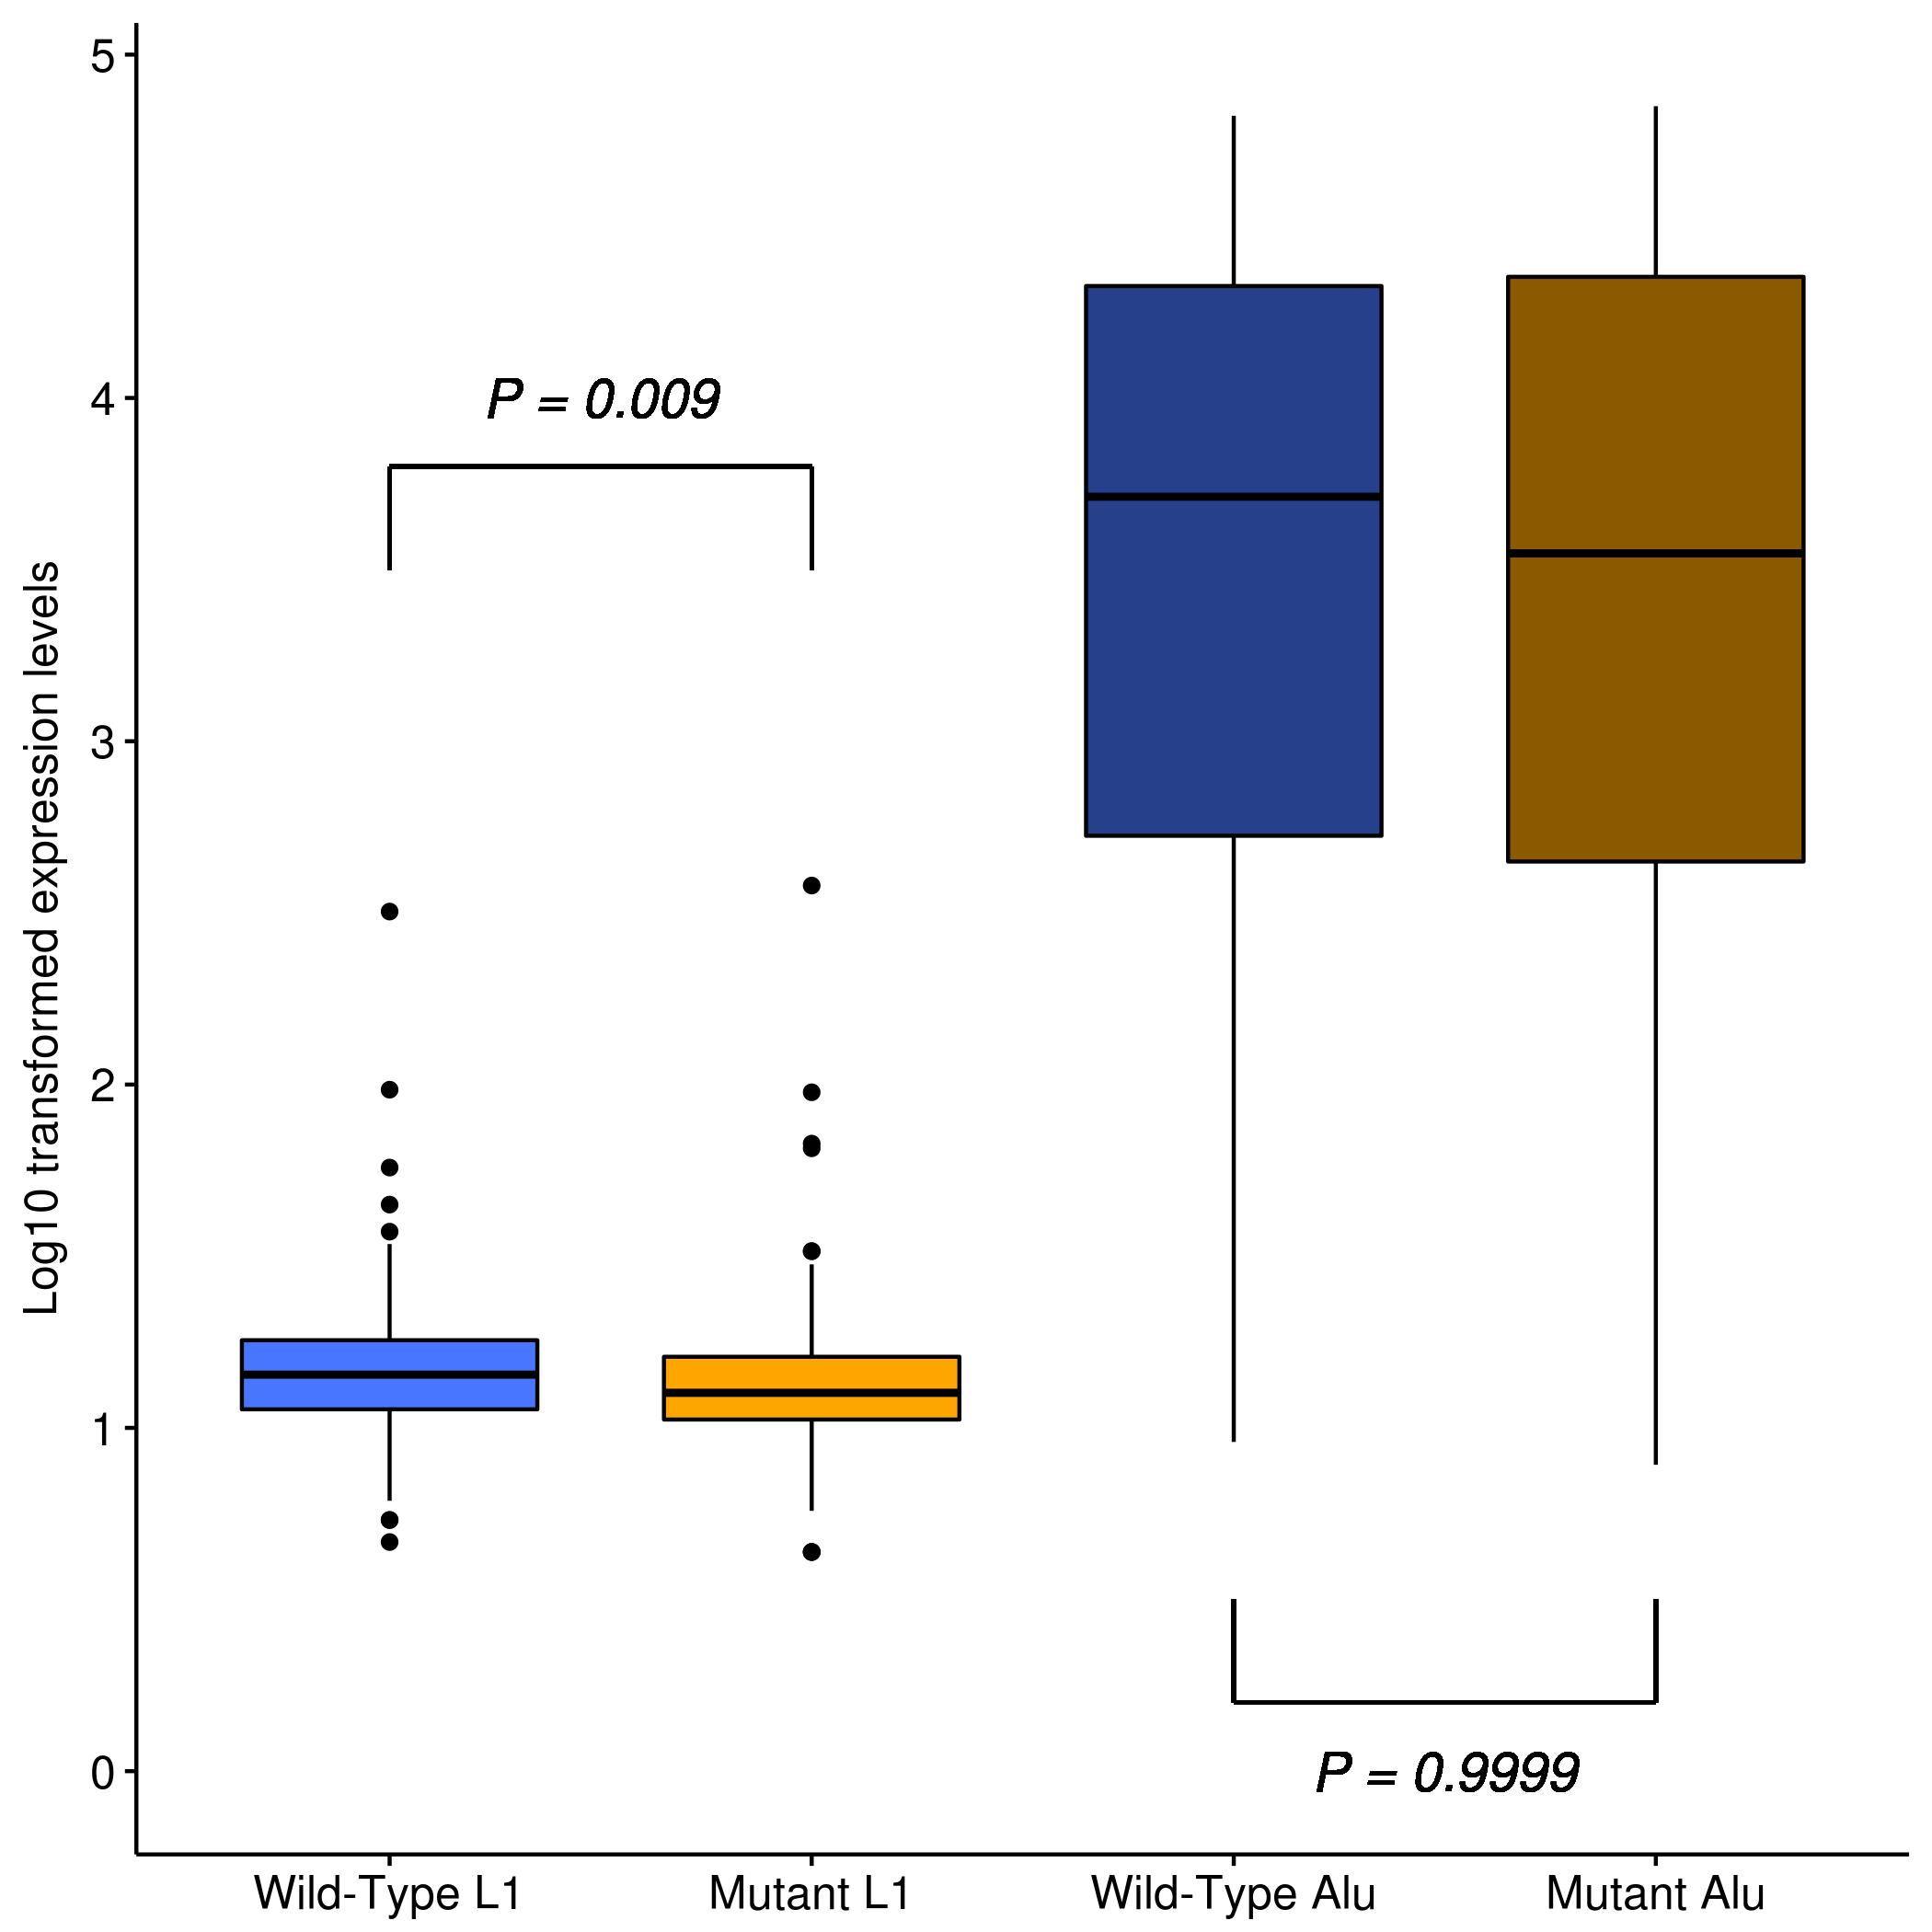 Log10 transformed expression levels
5
4
3
2
1
0
P = 0.009
P = 0.9999
Wild-Type L1
Mutant L1
Wild-Type Alu
Mutant Alu